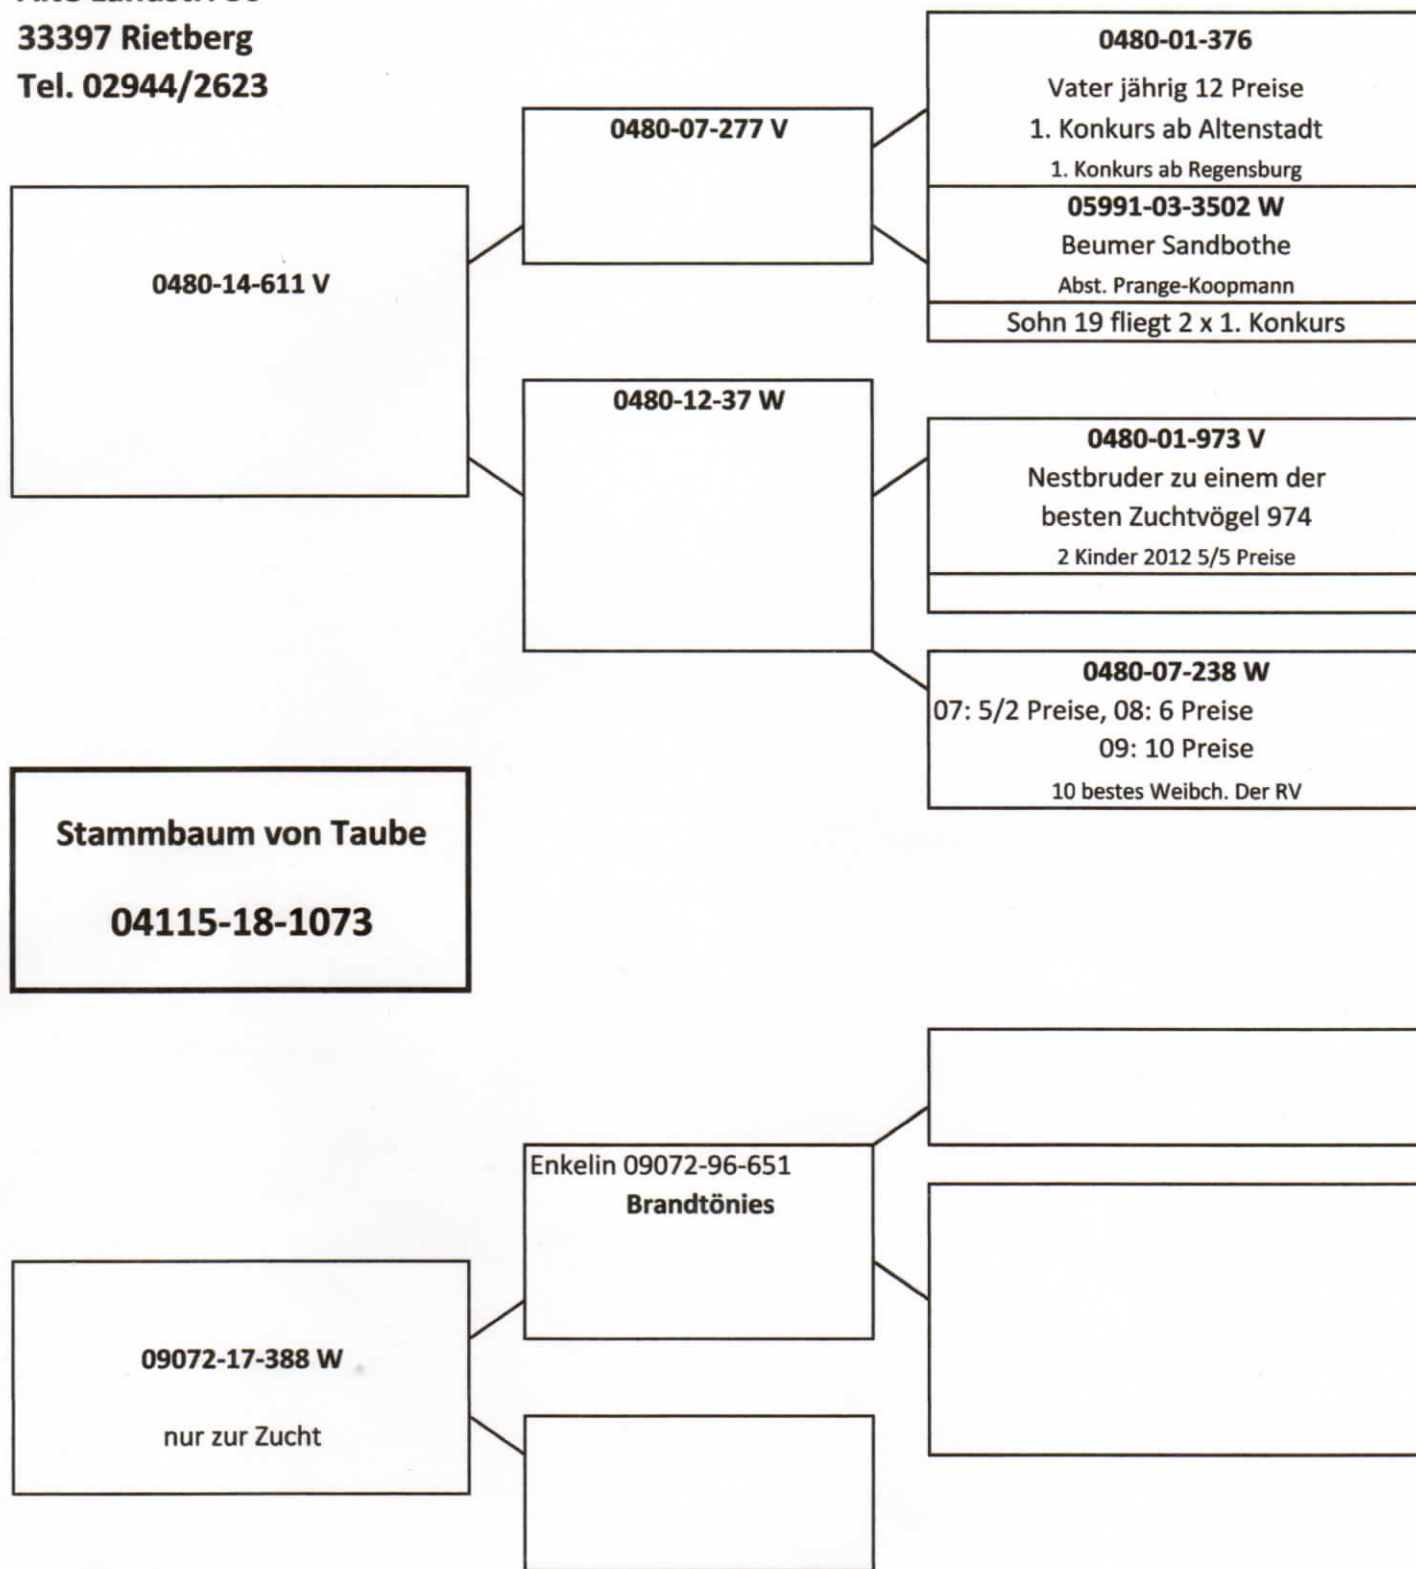 33397 Rietberg
Tel. 02944/2623
0480-01-376
Vater jährig 12 Preise
1. Konkurs ab Altenstadt
1. Konkurs ab Regensburg
0480-07-277 V
05991-03-3502 W
Beumer Sandbothe
Abst. Prange-Koopmann
Sohn 19 fliegt 2 x 1. Konkurs
0480-14-611 V
0480-12-37 W
0480-01-973 V
Nestbruder zu einem der
besten Zuchtvögel 974
2 Kinder 2012 5/5 Preise
0480-07-238 W
07: 5/2 Preise, 08: 6 Preise
09: 10 Preise
10 bestes Weibch. Der RV
Stammbaum von Taube
04115-18-1073
Enkelin 09072-96-651
Brandtönies
09072-17-388 W
nur zur Zucht